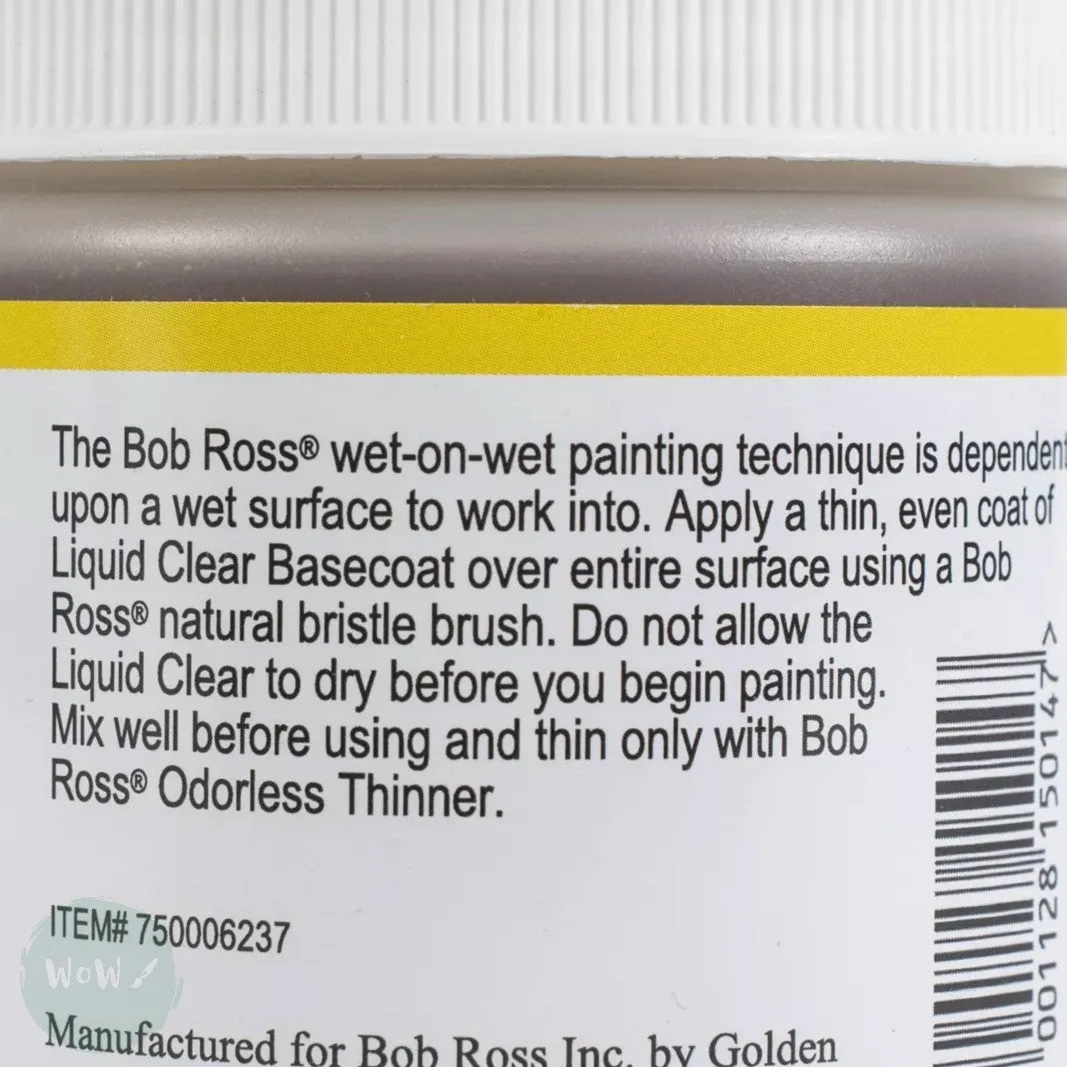 The Bob Ross® wet-on-wet painting technique is dependent
upon a wet surface to work into. Apply a thin, even coat of
Liquid Clear Basecoat over entire surface using a Bob
Ross® natural bristle brush. Do not allow the
Liquid Clear to dry before you begin painting.
Mix well before using and thin only with Bob
Ross® Odorless Thinner.
ITEM# 750006237
WoW
Manufactured for Bob Ross Inc. by Golden
001128 150147 >